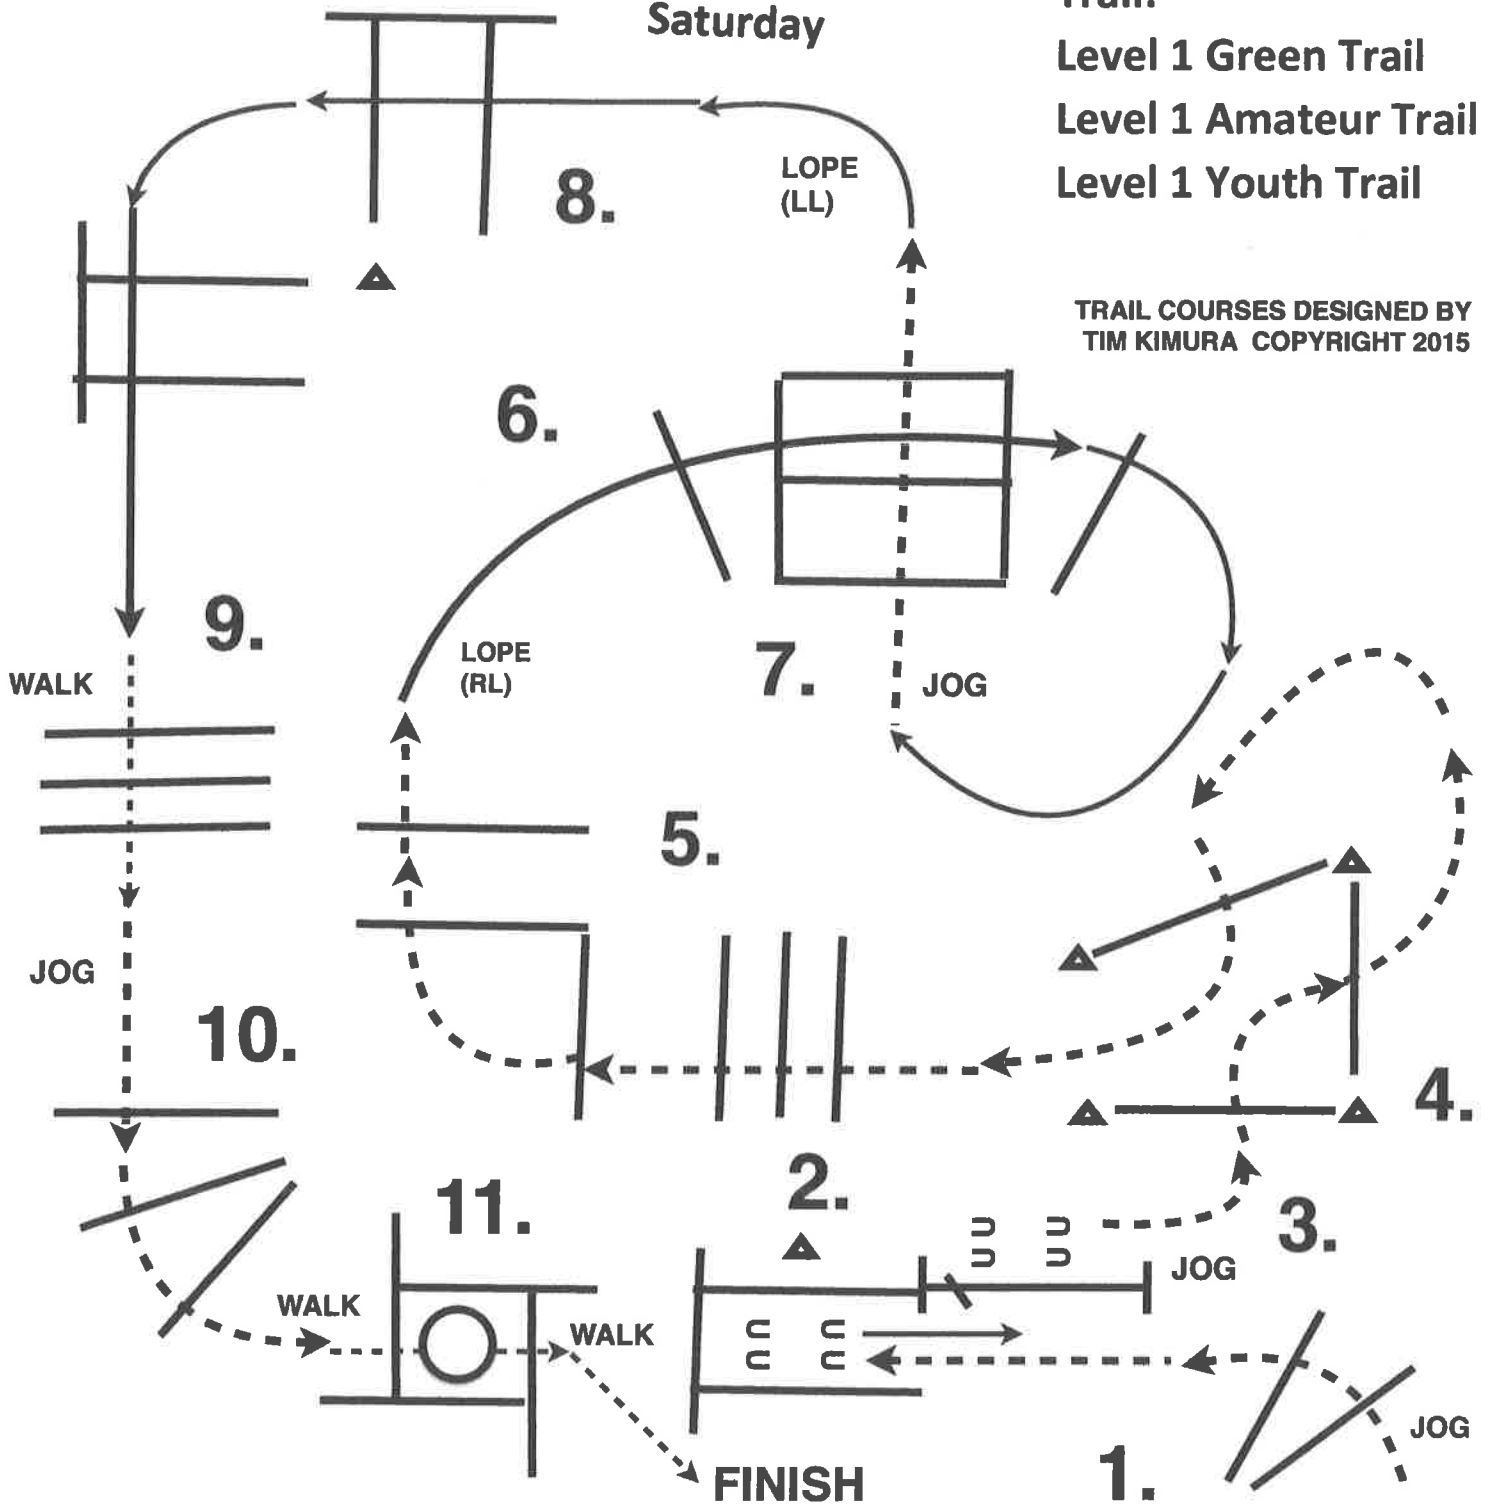 Saturday
Trail:
Level 1 Green Trail
Level 1 Amateur Trail
Level 1 Youth Trail
TRAIL COURSES DESIGNED BY
TIM KIMURA COPYRIGHT 2015
LOPE
(LL)
8.
6.
9.
LOPE
(RL)
7.
JOG
WALK
5.
JOG
10.
4.
2.
11.
3.
JOG
WALK
WALK
JOG
1.
FINISH